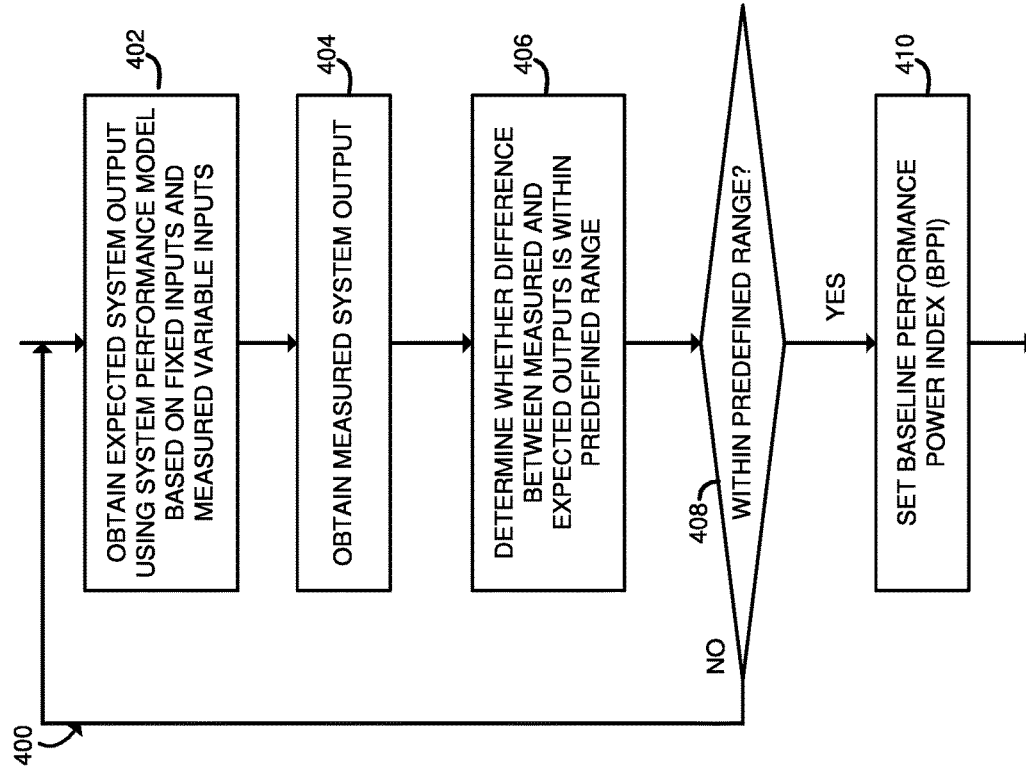 400
402
OBTAIN EXPECTED SYSTEM OUTPUT
USING SYSTEM PERFORMANCE MODEL
BASED ON FIXED INPUTS AND
MEASURED VARIABLE INPUTS
404
OBTAIN MEASURED SYSTEM OUTPUT
406
DETERMINE WHETHER DIFFERENCE
BETWEEN MEASURED AND
EXPECTED OUTPUTS IS WITHIN
PREDEFINED RANGE
408
WITHIN PREDEFINED RANGE?
NO
YES
410
SET BASELINE PERFORMANCE
POWER INDEX (BPPI)